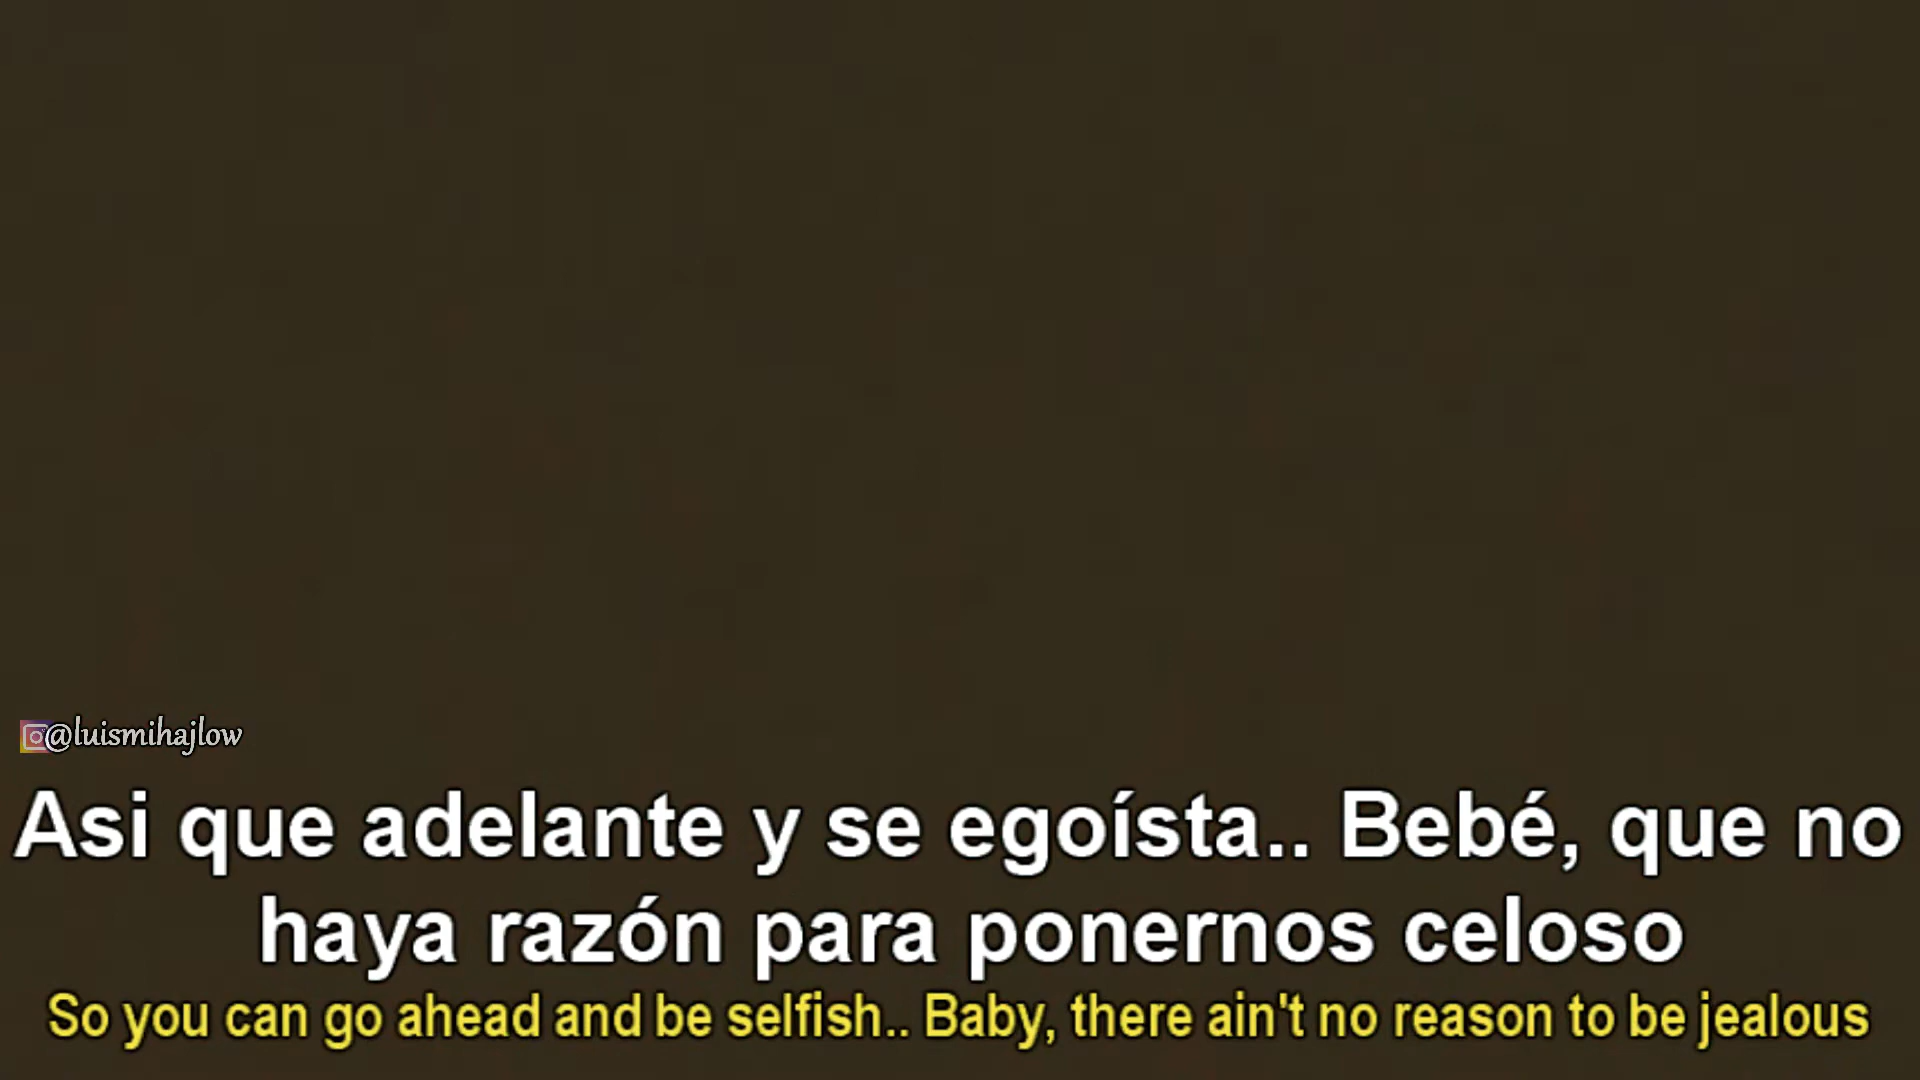 @luismihajlow
Asi que adelante y se egoísta.. Bebé, que no
haya razón para ponernos celoso
So you can go ahead and be selfish.. Baby, there ain't no reason to be jealous